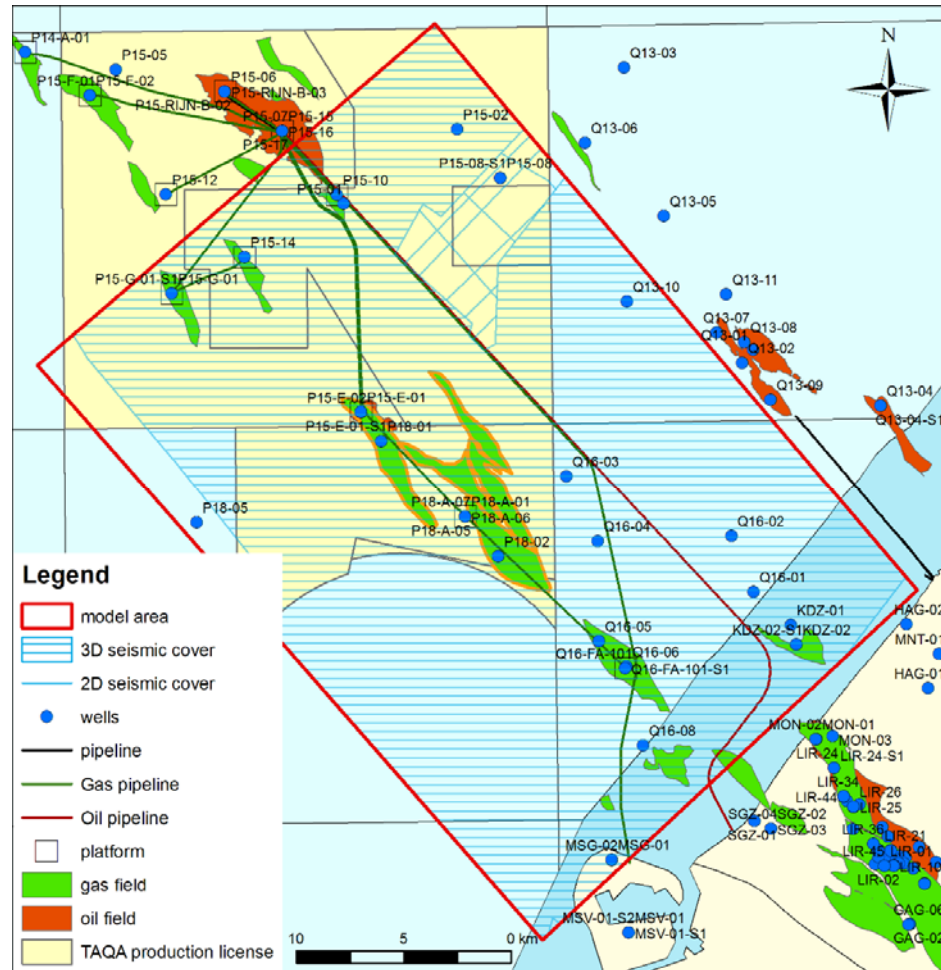 P14-A-01
P15-05
P15-F-01P15-F-02
P15-06
P15-RIJN-B-03
P15-RIJN-B-02
P15-16
P15-17
P15-02
Q13-03
N
Q13-06
P15-08-S1P15-08
P15-12
P15-01
P15-10
Q13-05
P15-14
P15-G-01-S1P15-G-01
Q13-10
Q13-11
Q13-07
Q13-08
Q13-01
Q13-02
Q13-09
Q13-04
Q13-04-S1
P15-E-02P15-E-01
P15-E-01-S1P18-01
Q16-03
P18-05
P18-A-07P18-A-01
P18-A-06
P18-A-05
P18-02
Q16-04
Q16-02
Q16-01
KDZ-01
KDZ-02-S1KDZ-02
HAG-02
MNT-01
HAG-01
Q16-05
Q16-06
Q16-FA-101
Q16-FA-101-S1
Q16-08
MON-02MON-01
MON-03
LIR-24
LIR-24-S1
LIR-34
LIR-44
LIR-26
LIR-25
SGZ-04SGZ-02
SGZ-03
SGZ-01
LIR-36
LIR-21
LIR-45
LIR-01
LIR-02
LIR-10
GAG-06
GAG-02
MSG-02MSG-01
MSV-01-S2MSV-01
MSV-01-S1
Legend
model area
3D seismic cover
2D seismic cover
wells
pipeline
Gas pipeline
Oil pipeline
platform
gas field
oil field
TAQA production license
10 5 0 km